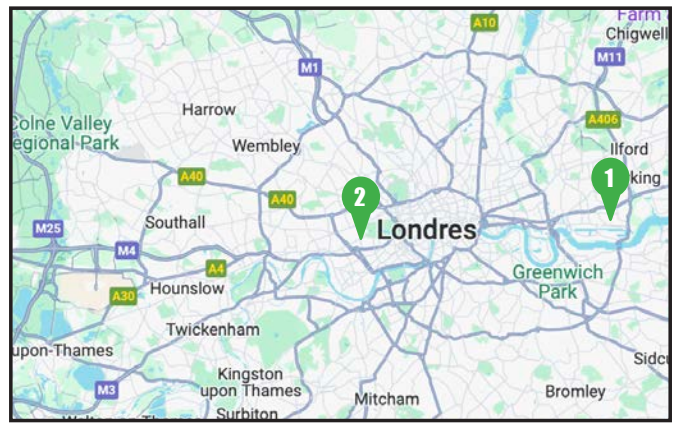 A10
Farm
Chigwell
M1
M11
Harrow
A406
Colne Valley
Regional Park
Wembley
Ilford
1
king
A40
2
A40
Southall
Londres
M25
M4
A4
Greenwich
Park
Hounslow
A30
Twickenham
upon-Thames
Kingston
upon Thames
Sidcu
M3
Mitcham
Bromley
Surbiton